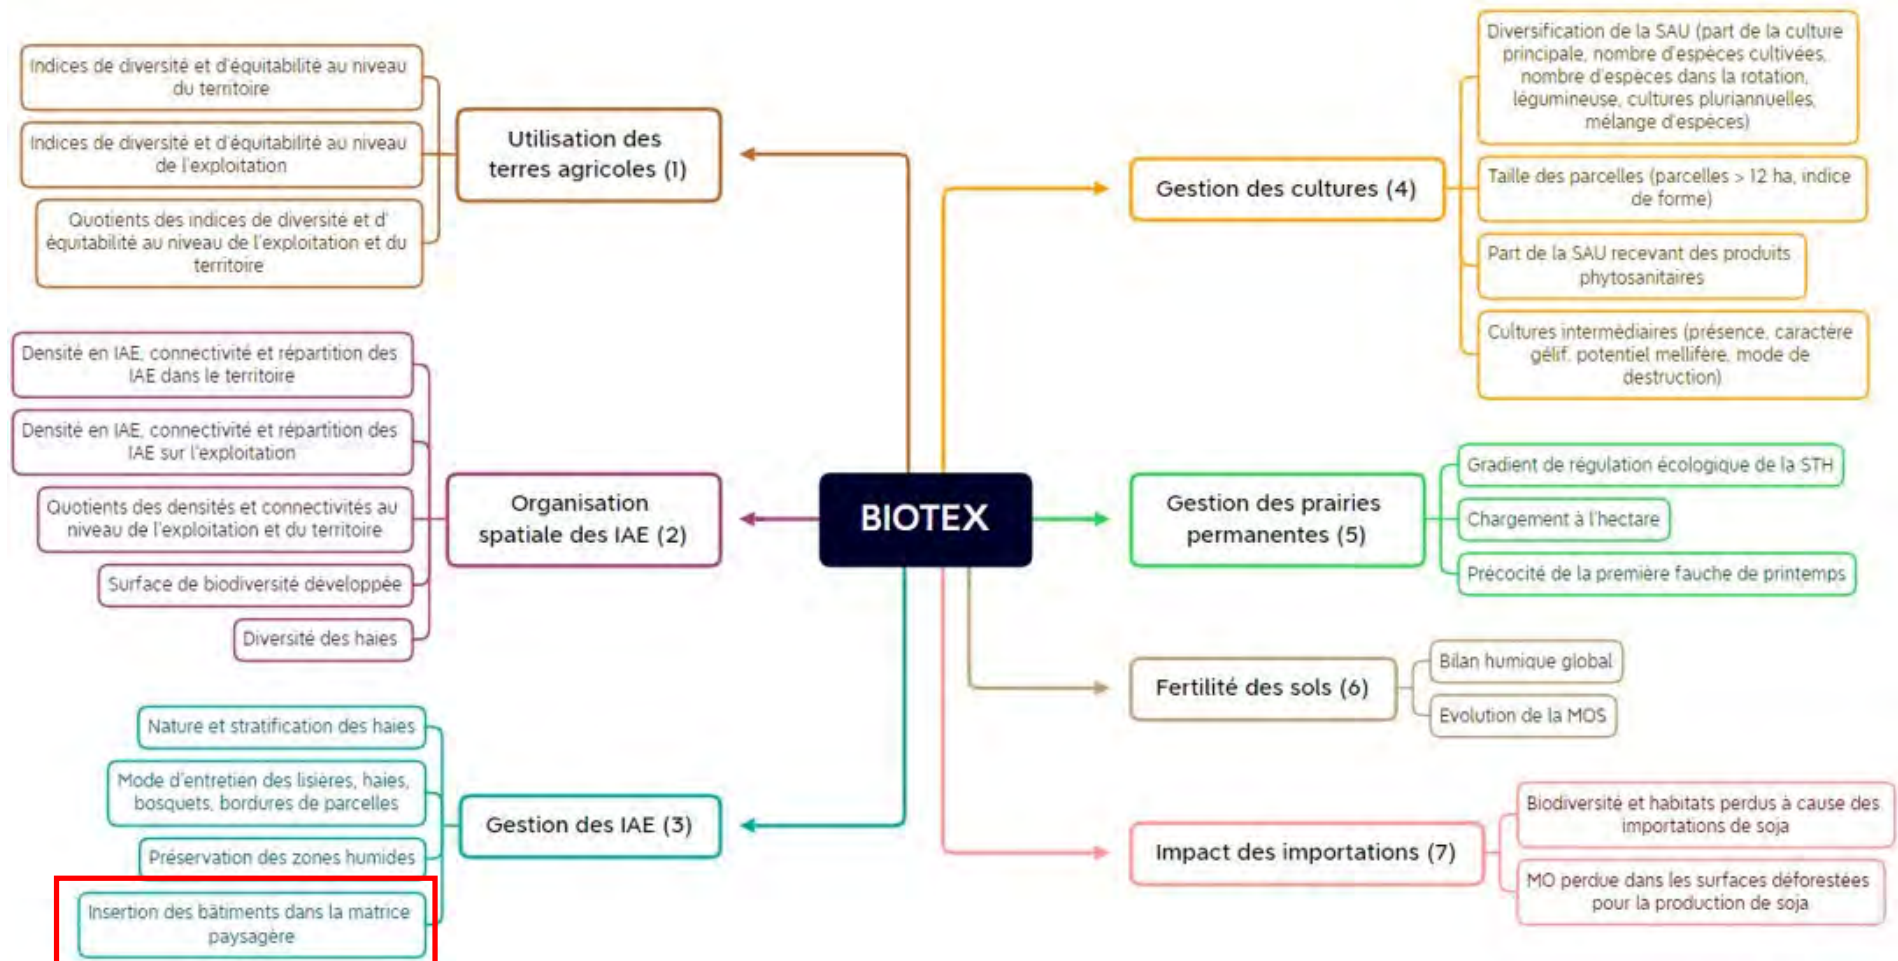 Indices de diversité et d'équitabilité au niveau
du territoire
Indices de diversité et d'équitabilité au niveau
de l'exploitation
Quotients des indices de diversité et d'
équitabilité au niveau de l'exploitation et du
territoire
Utilisation des
terres agricoles (1)
Densité en IAE, connectivité et répartition des
IAE dans le territoire
Densité en IAE, connectivité et répartition des
IAE sur l'exploitation
Quotients des densités et connectivités au
niveau de l'exploitation et du territoire
Surface de biodiversité développée
Diversité des haies
Organisation
spatiale des IAE (2)
Nature et stratification des haies
Mode d'entretien des lisières, haies,
bosquets, bordures de parcelles
Préservation des zones humides
Insertion des bâtiments dans la matrice
paysagère
Gestion des IAE (3)
BIOTEX
Gestion des cultures (4)
Diversification de la SAU (part de la culture
principale, nombre d'espèces cultivées,
nombre d'espèces dans la rotation,
légumineuse, cultures pluriannuelles,
mélange d'espèces)
Taille des parcelles (parcelles > 12 ha, indice
de forme)
Part de la SAU recevant des produits
phytosanitaires
Cultures intermédiaires (présence, caractère
gélif, potentiel mellifère, mode de
destruction)
Gestion des prairies
permanentes (5)
Gradient de régulation écologique de la STH
Chargement à l'hectare
Précocité de la première fauche de printemps
Fertilité des sols (6)
Bilan humique global
Evolution de la MOS
Impact des importations (7)
Biodiversité et habitats perdus à cause des
importations de soja
MO perdue dans les surfaces déforestées
pour la production de soja